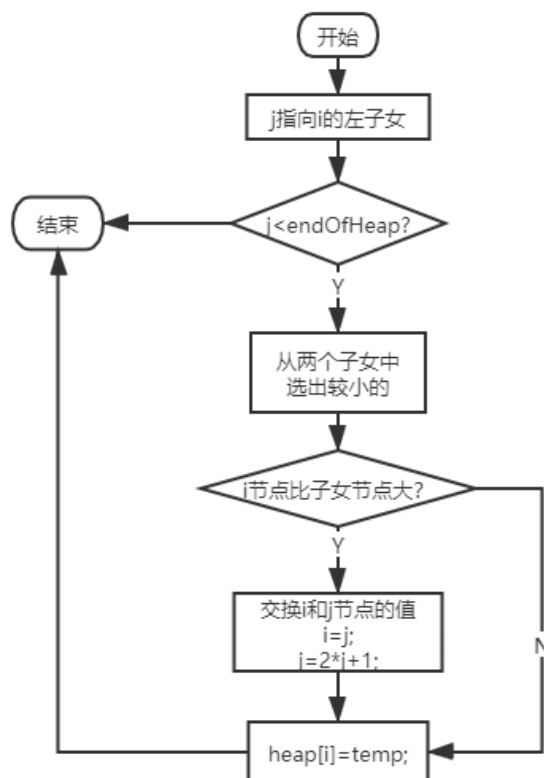 开始
j指向i的左子女
结束
j<endOfHeap?
Y
从两个子女中
选出较小的
i节点比子女节点大?
Y
交换i和j节点的值
i=j;
j=2*j+1;
N
heap[i]=temp;